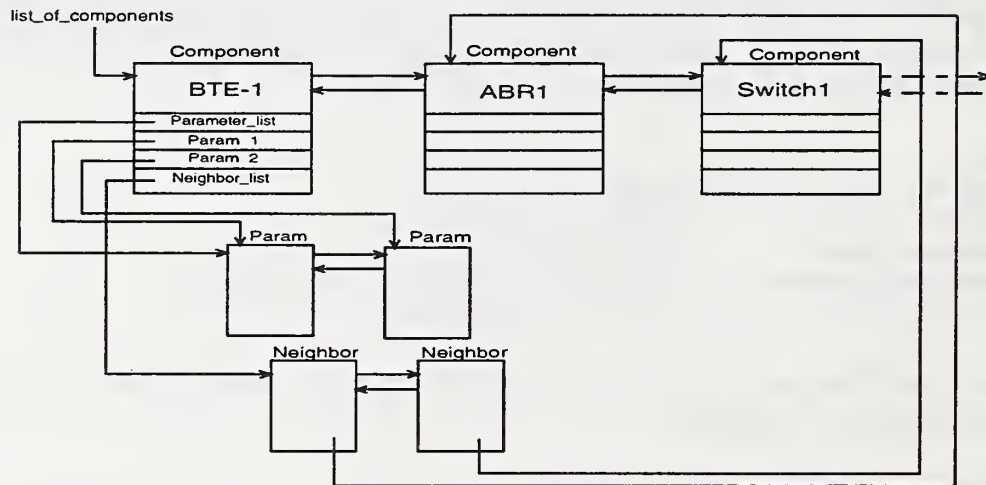 list_of_components
Component
BTE-1
Parameter_list
Param 1
Param 2
Neighbor_list
Component
ABR1
Component
Switch1
Param
Param
Neighbor
Neighbor